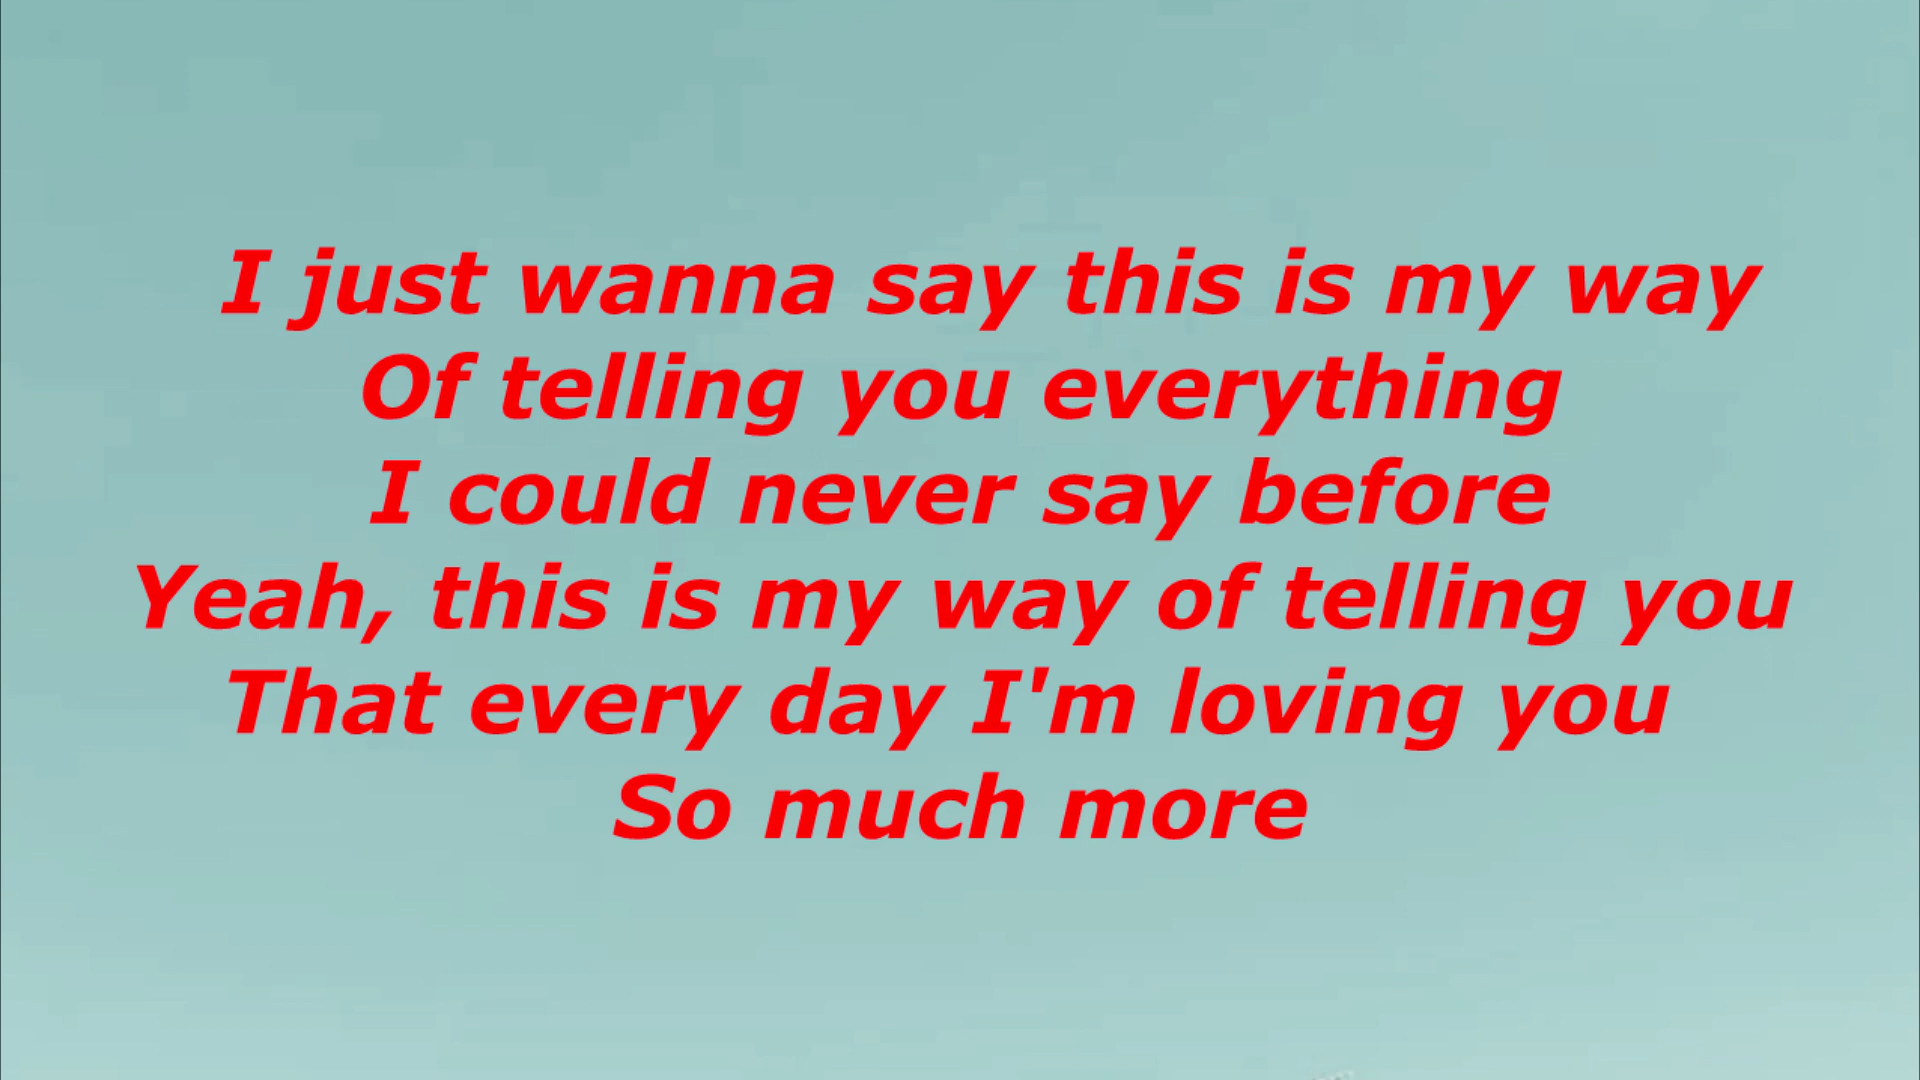 I just wanna say this is my way
Of telling you everything
I could never say before
Yeah, this is my way of telling you
That every day I'm loving you
So much more